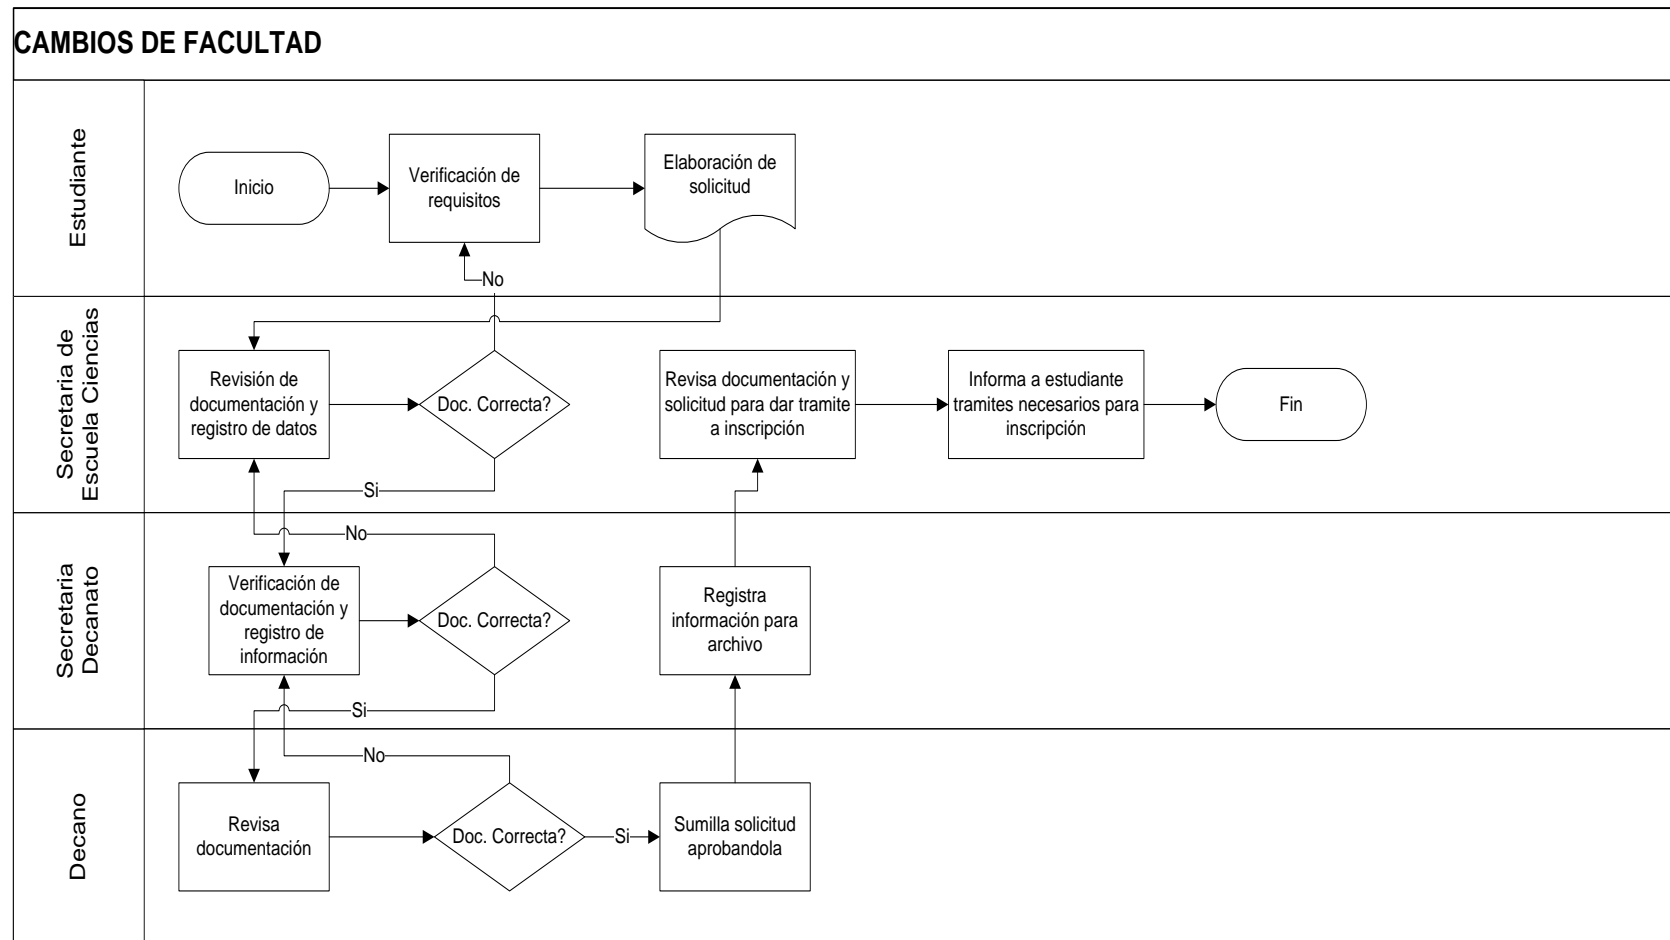 CAMBIOS DE FACULTAD
Estudiante
Inicio
Verificación de
requisitos
Elaboración de
solicitud
No
Secretaria de
Escuela Ciencias
Revisión de
documentación y
registro de datos
Doc. Correcta?
Revisa documentación y
solicitud para dar tramite
a inscripción
Informa a estudiante
tramites necesarios para
inscripción
Fin
Si
Secretaria
Decanato
No
Verificación de
documentación y
registro de
información
Doc. Correcta?
Registra
información para
archivo
Si
Decano
No
Revisa
documentación
Doc. Correcta?
Si
Sumilla solicitud
aprobandola